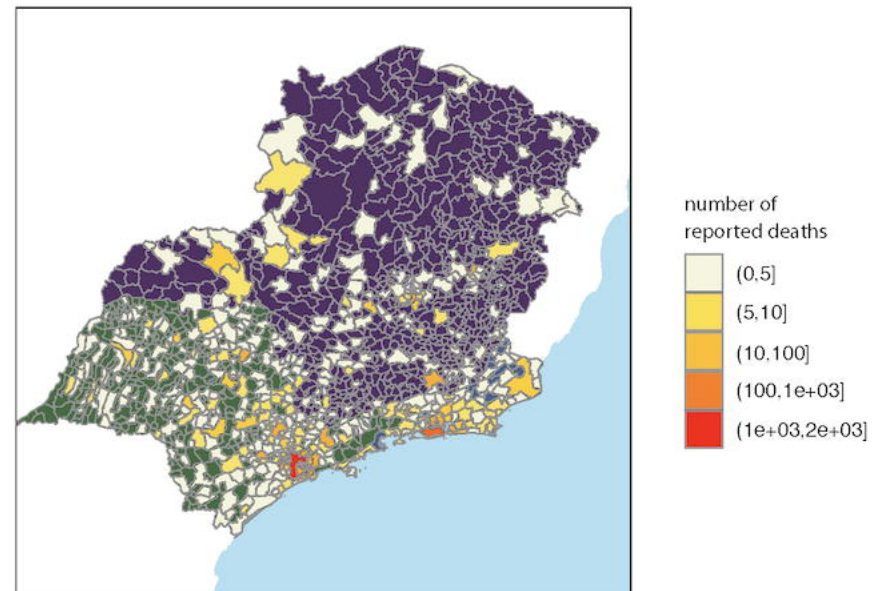 number of
reported deaths
(0,5]
(5,10]
(10,100]
(100,1e+03]
(1e+03,2e+03]